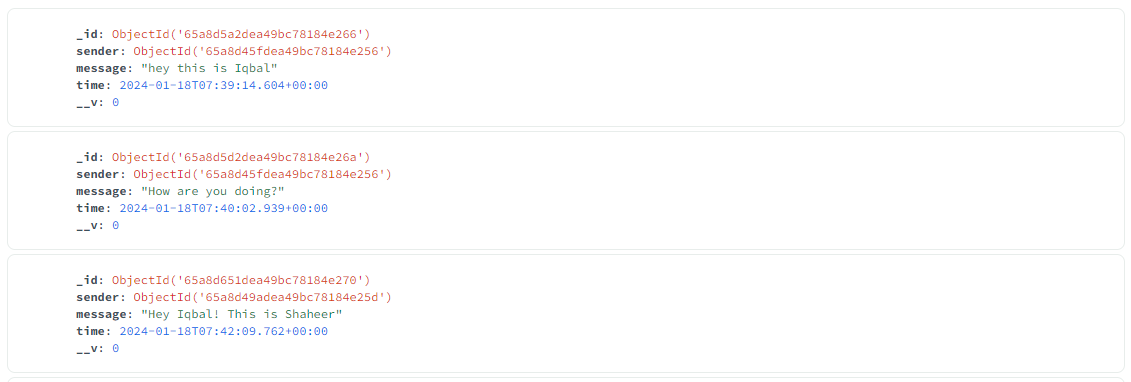 _id: ObjectId('65a8d5a2dea49bc78184e266')
sender: ObjectId('65a8d45fdea49bc78184e256')
message: "hey this is Iqbal"
time: 2024-01-18T07:39:14.604+00:00
__v: 0
_id: ObjectId('65a8d5d2dea49bc78184e26a')
sender: ObjectId('65a8d45fdea49bc78184e256')
message: "How are you doing?"
time: 2024-01-18T07:40:02.939+00:00
__v: 0
_id: ObjectId('65a8d651dea49bc78184e270')
sender: ObjectId('65a8d49adea49bc78184e25d')
message: "Hey Iqbal! This is Shaheer"
time: 2024-01-18T07:42:09.762+00:00
__v: 0